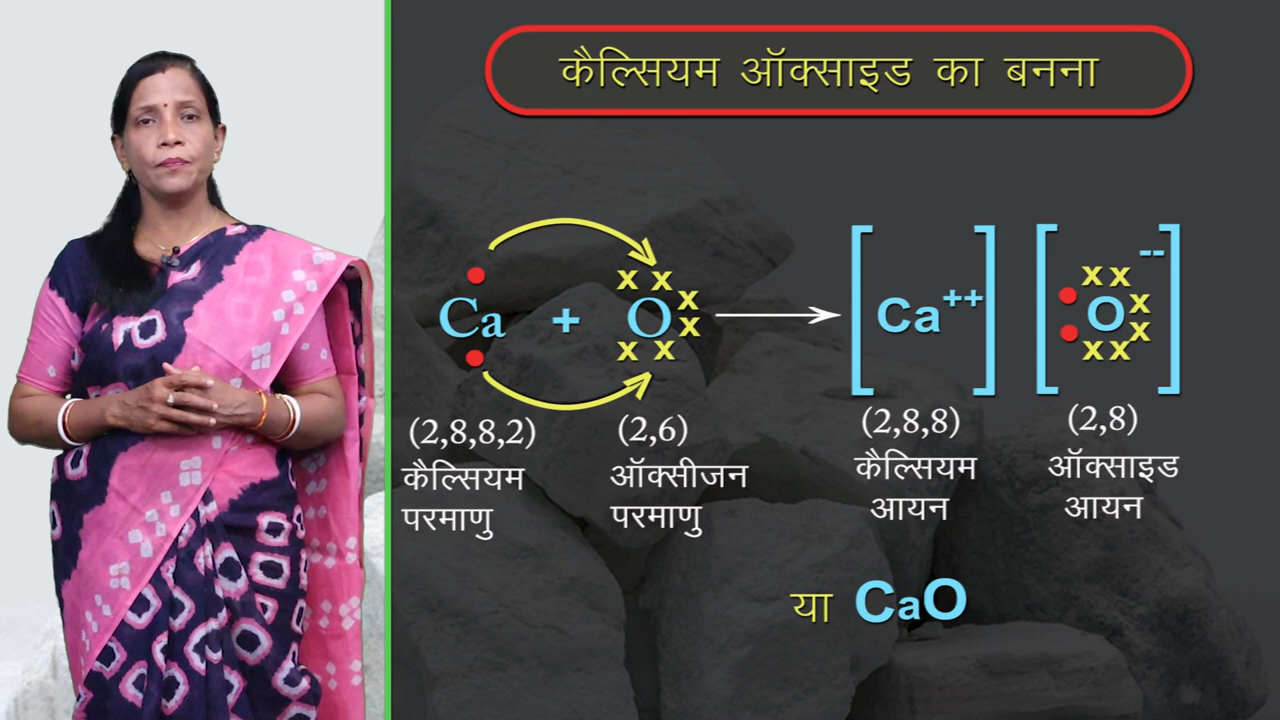 कैल्सियम ऑक्साइड का बनना
Ca + O → [Ca++] [O]--
x x x x x x
x x x x x x
(2,8,8,2) (2,6) (2,8,8) (2,8)
कैल्सियम ऑक्सीजन कैल्सियम ऑक्साइड
परमाणु परमाणु आयन आयन
या CaO